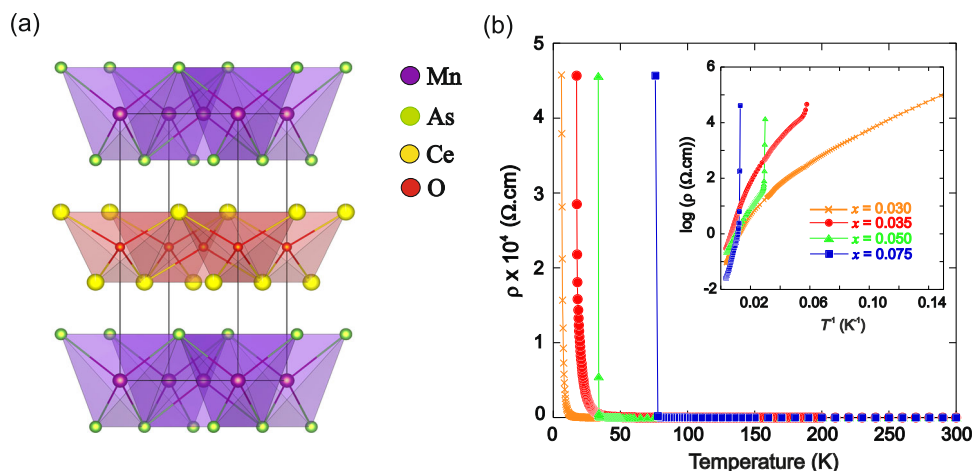 (a)
Mn
As
Ce
O
(b)
ρ x 10⁴ (Ω.cm)
5
4
3
2
1
0
0 50 100 150 200 250 300
Temperature (K)
log (ρ (Ω.cm))
6
4
2
0
-2
0.02 0.06 0.10 0.14
T⁻¹ (K⁻¹)
x = 0.030
x = 0.035
x = 0.050
x = 0.075